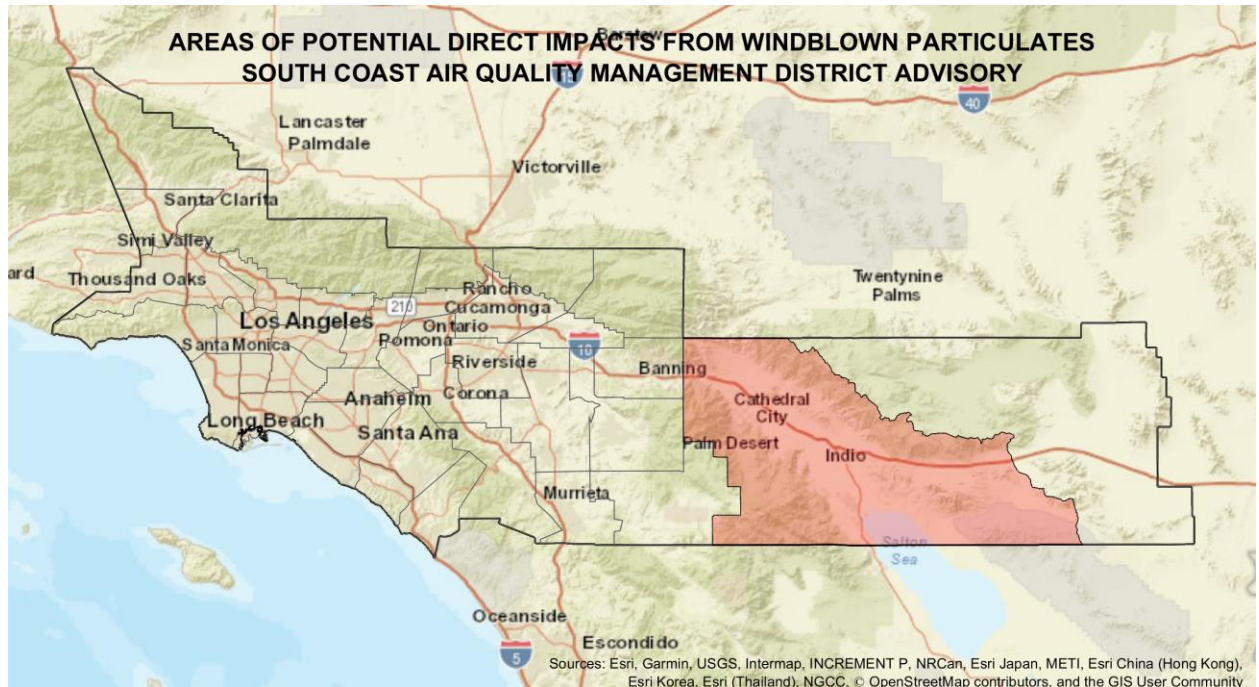 AREAS OF POTENTIAL DIRECT IMPACTS FROM WINDBLOWN PARTICULATES
SOUTH COAST AIR QUALITY MANAGEMENT DISTRICT ADVISORY
Barstow
15
40
Lancaster
Palmdale
Victorville
Santa Clarita
Simi Valley
ard
Thousand Oaks
Twentynine
Palms
Rancho
Cucamonga
210
Los Angeles
Ontario
Pomona
Santa Monica
10
Riverside
Banning
Anaheim
Corona
Cathedral
City
Long Beach
Santa Ana
Palm Desert
Indio
Murrieta
Salton
Sea
Oceanside
Escondido
5
Sources: Esri, Garmin, USGS, Intermap, INCREMENT P, NRCan, Esri Japan, METI, Esri China (Hong Kong),
Esri Korea, Esri (Thailand), NGCC, © OpenStreetMap contributors, and the GIS User Community